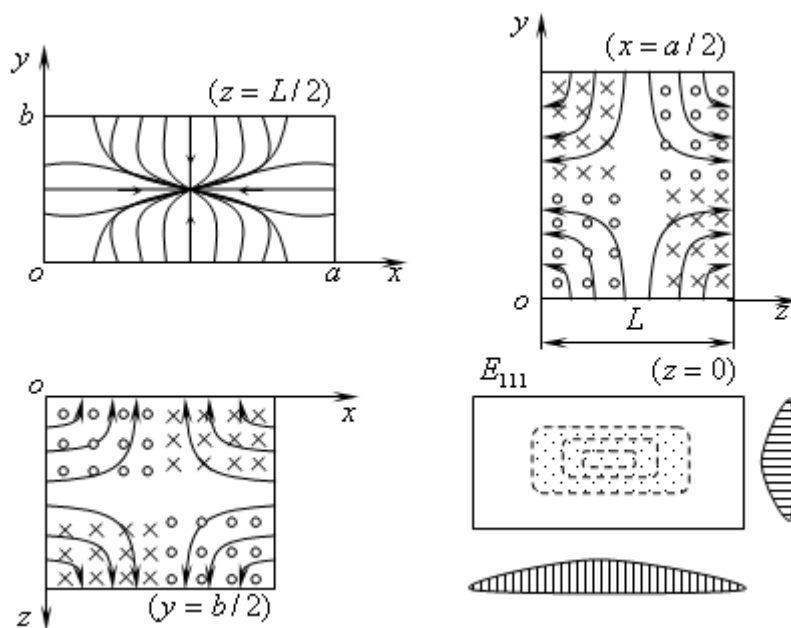 y
(z = L/2)
b
o
a
x
y
(x = a/2)
o
z
L
o
x
(y = b/2)
z
E₁₁₁
(z = 0)